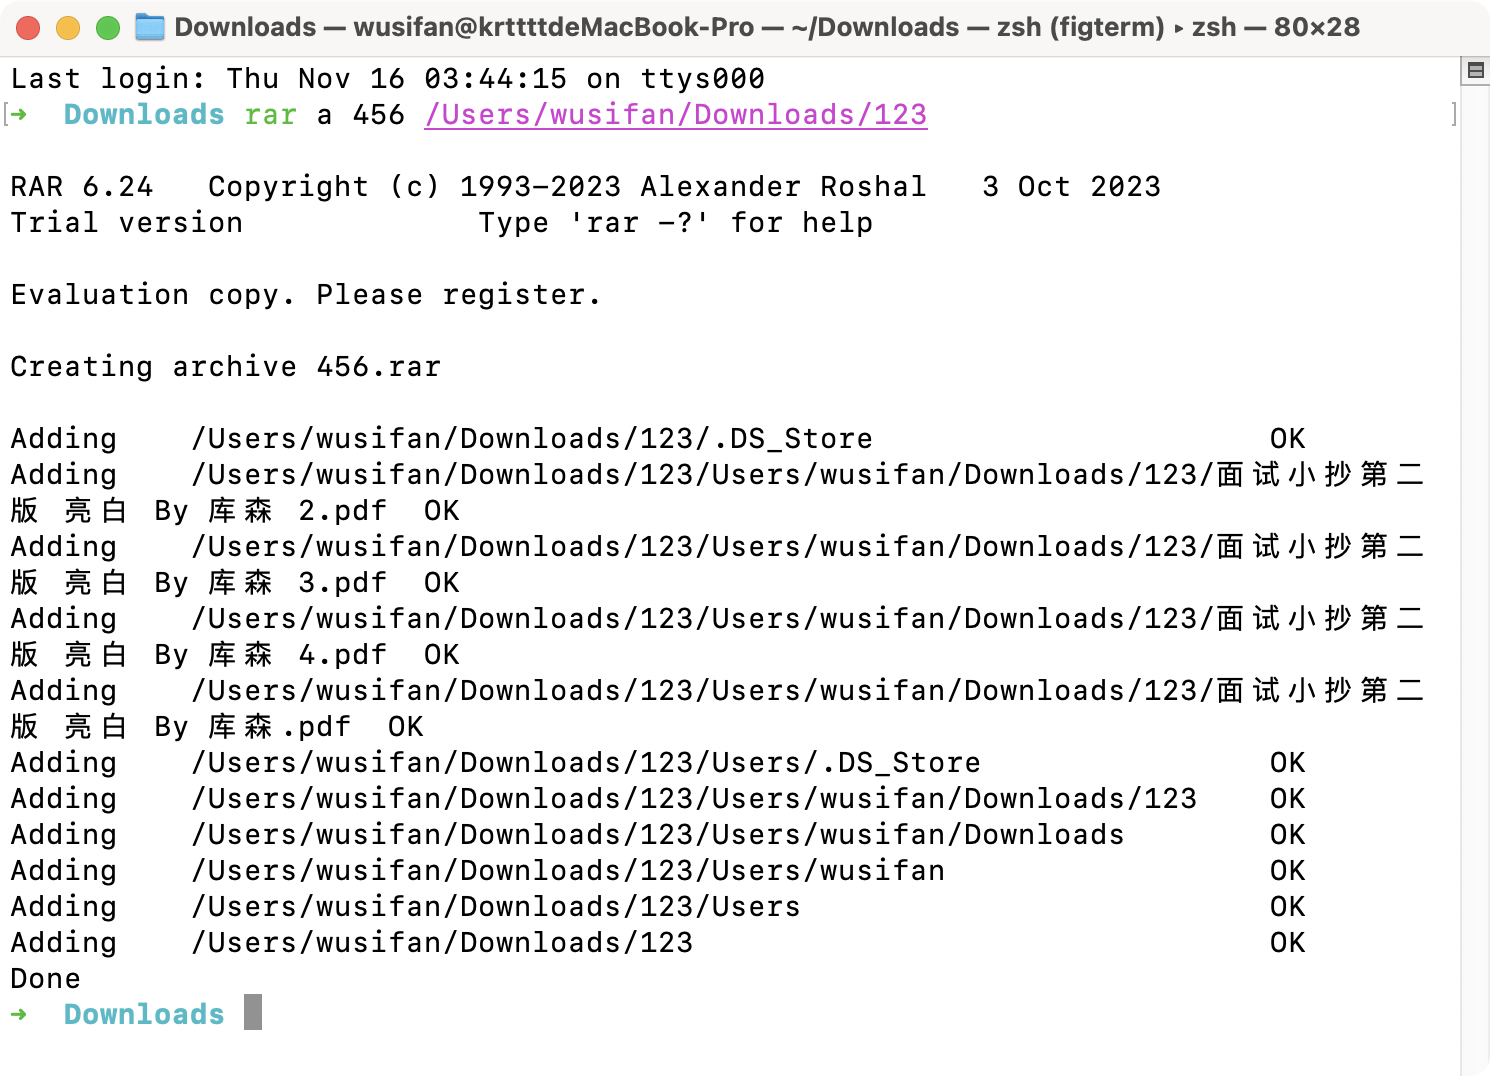 Downloads — wusifan@krttttdeMacBook-Pro — ~/Downloads — zsh (figterm) ▸ zsh — 80×28
Last login: Thu Nov 16 03:44:15 on ttys000
[➜  Downloads rar a 456 /Users/wusifan/Downloads/123 ]
RAR 6.24   Copyright (c) 1993-2023 Alexander Roshal   3 Oct 2023
Trial version             Type 'rar -?' for help
Evaluation copy. Please register.
Creating archive 456.rar
Adding    /Users/wusifan/Downloads/123/.DS_Store                      OK
Adding    /Users/wusifan/Downloads/123/Users/wusifan/Downloads/123/面试小抄第二
版 亮白 By 库森 2.pdf  OK
Adding    /Users/wusifan/Downloads/123/Users/wusifan/Downloads/123/面试小抄第二
版 亮白 By 库森 3.pdf  OK
Adding    /Users/wusifan/Downloads/123/Users/wusifan/Downloads/123/面试小抄第二
版 亮白 By 库森 4.pdf  OK
Adding    /Users/wusifan/Downloads/123/Users/wusifan/Downloads/123/面试小抄第二
版 亮白 By 库森.pdf  OK
Adding    /Users/wusifan/Downloads/123/Users/.DS_Store                OK
Adding    /Users/wusifan/Downloads/123/Users/wusifan/Downloads/123    OK
Adding    /Users/wusifan/Downloads/123/Users/wusifan/Downloads        OK
Adding    /Users/wusifan/Downloads/123/Users/wusifan                  OK
Adding    /Users/wusifan/Downloads/123/Users                          OK
Adding    /Users/wusifan/Downloads/123                                OK
Done
➜  Downloads